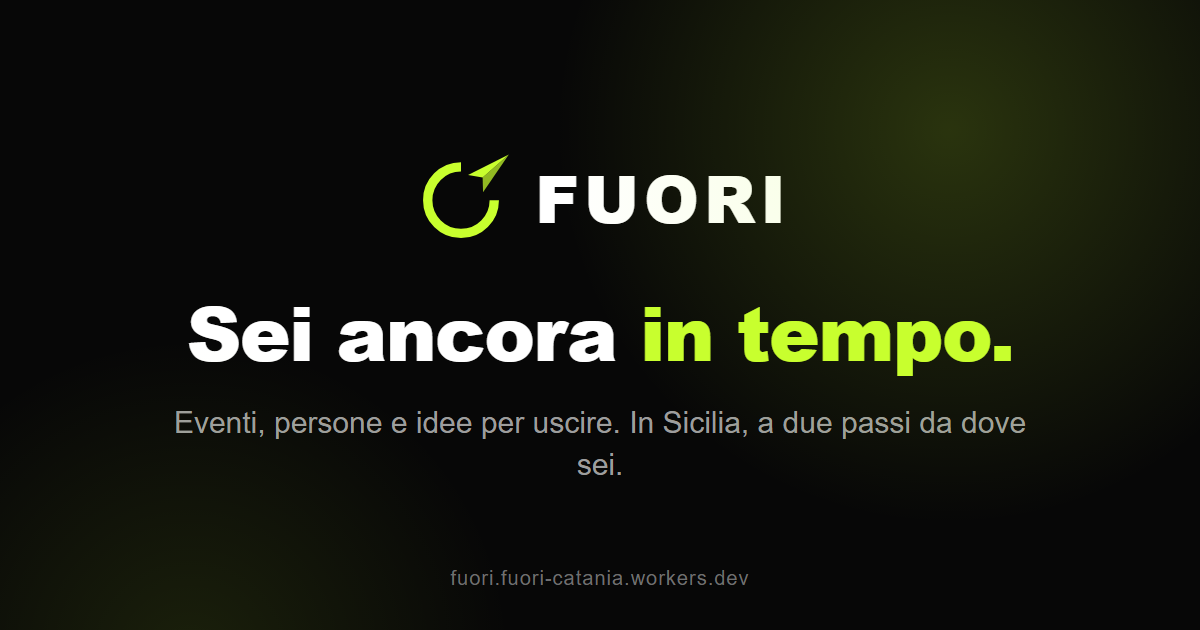 FUORI
Sei ancora in tempo.
Eventi, persone e idee per uscire. In Sicilia, a due passi da dove
sei.
fuori.fuori-catania.workers.dev